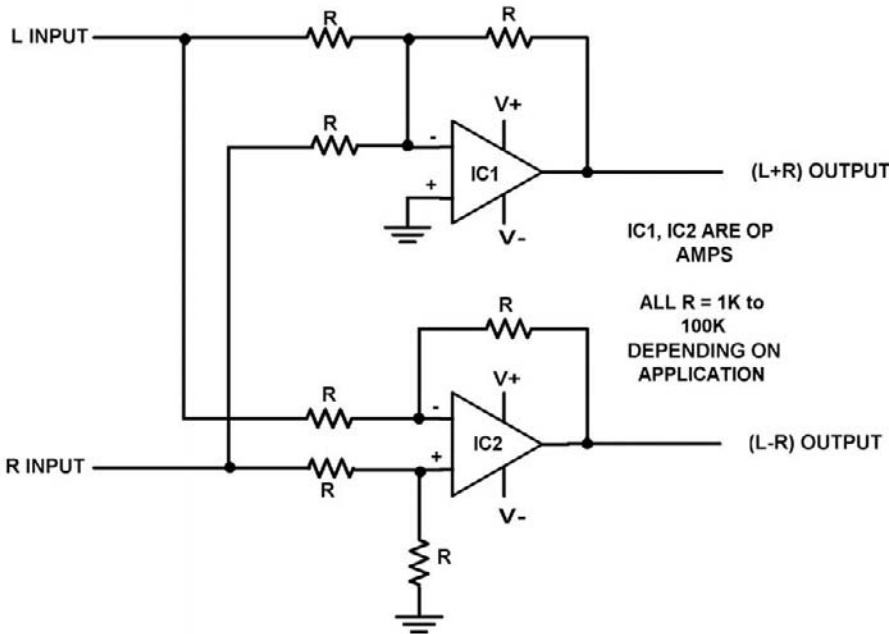 R
R
L INPUT
R
V+
-
IC1
+
(L+R) OUTPUT
V-
IC1, IC2 ARE OP
AMPS
R
ALL R = 1K to
100K
DEPENDING ON
APPLICATION
V+
R
-
IC2
(L-R) OUTPUT
+
R INPUT
R
V-
R